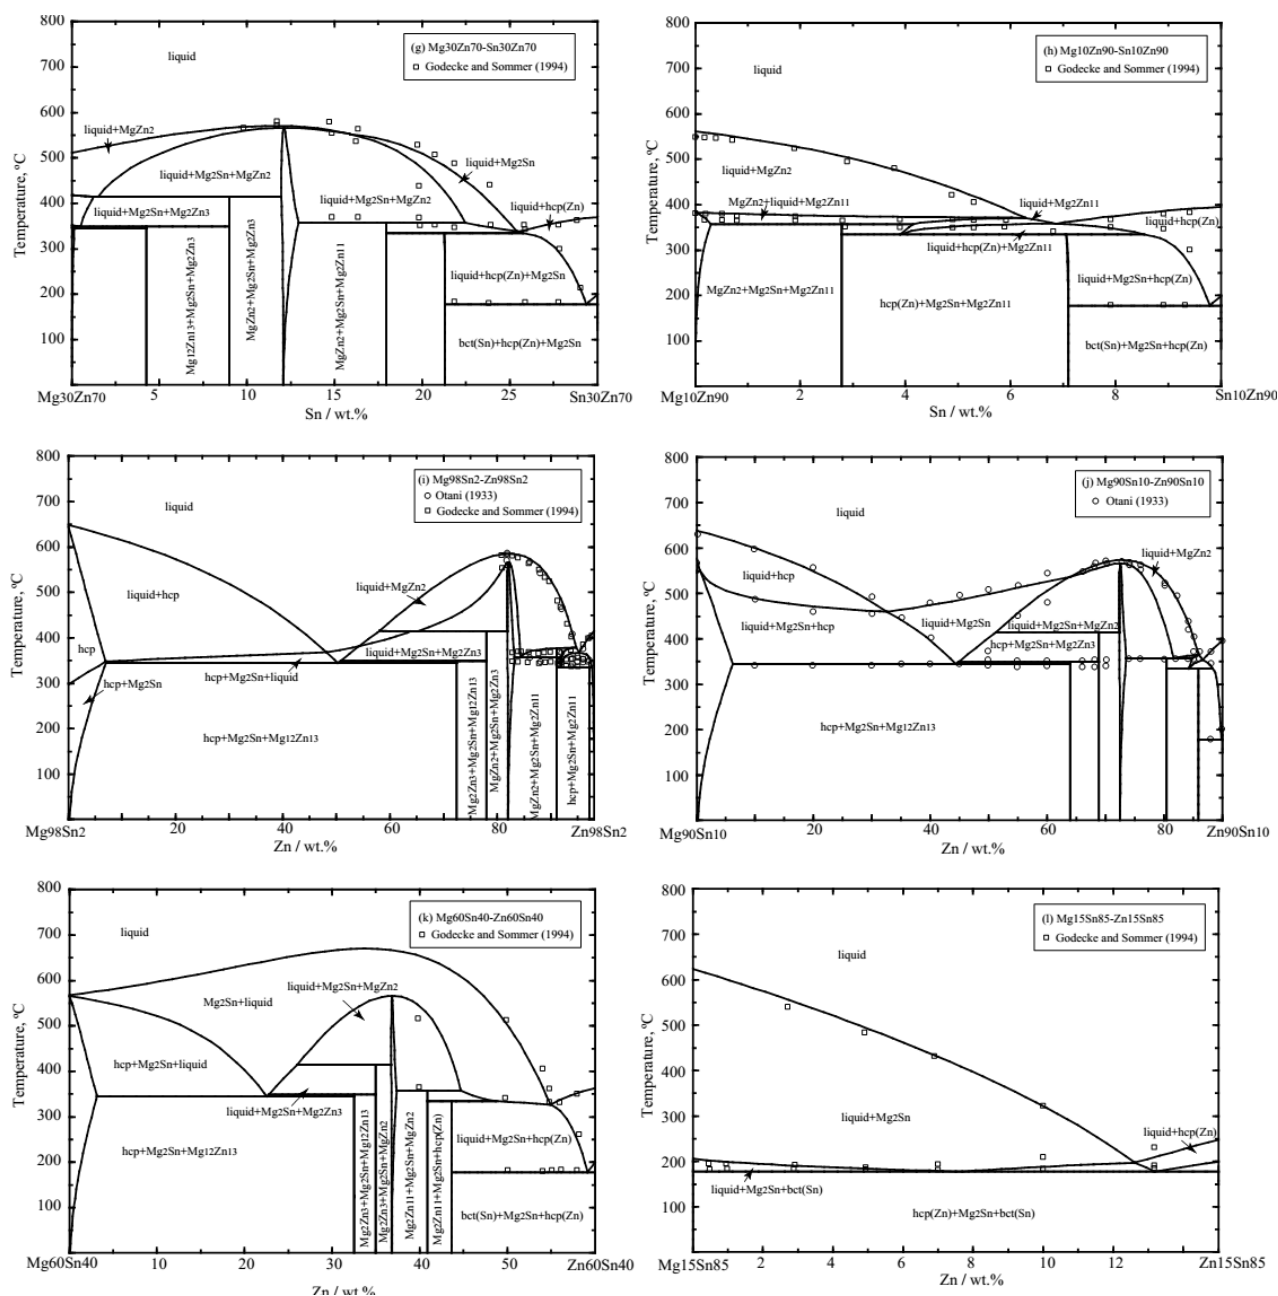 800
700
600
500
400
300
200
100
Temperature, ºC
(g) Mg30Zn70-Sn30Zn70
Godecke and Sommer (1994)
liquid
liquid+MgZn2
liquid+Mg2Sn
liquid+Mg2Sn+MgZn2
liquid+Mg2Sn+MgZn2
liquid+hcp(Zn)
liquid+Mg2Sn+Mg2Zn3
Mg12Zn13+Mg2Sn+Mg2Zn3
MgZn2+Mg2Sn+Mg2Zn3
MgZn2+Mg2Sn+Mg2Zn11
liquid+hcp(Zn)+Mg2Sn
bct(Sn)+hcp(Zn)+Mg2Sn
Mg30Zn70
5
10
15
20
25
Sn30Zn70
Sn / wt.%
800
700
600
500
400
300
200
100
Temperature, ºC
(h) Mg10Zn90-Sn10Zn90
Godecke and Sommer (1994)
liquid
liquid+MgZn2
MgZn2+liquid+Mg2Zn11
liquid+Mg2Zn11
liquid+hcp(Zn)
liquid+hcp(Zn)+Mg2Zn11
MgZn2+Mg2Sn+Mg2Zn11
hcp(Zn)+Mg2Sn+Mg2Zn11
liquid+Mg2Sn+hcp(Zn)
bct(Sn)+Mg2Sn+hcp(Zn)
Mg10Zn90
2
4
6
8
Sn10Zn90
Sn / wt.%
800
700
600
500
400
300
200
100
Temperature, ºC
(i) Mg98Sn2-Zn98Sn2
Otani (1933)
Godecke and Sommer (1994)
liquid
liquid+MgZn2
liquid+hcp
hcp
liquid+Mg2Sn+Mg2Zn3
hcp+Mg2Sn+liquid
hcp+Mg2Sn
hcp+Mg2Sn+Mg12Zn13
Mg2Zn3+Mg2Sn+Mg12Zn13
MgZn2+Mg2Sn+Mg2Zn3
MgZn2+Mg2Sn+Mg2Zn11
hcp+Mg2Sn+Mg2Zn11
Mg98Sn2
20
40
60
80
Zn98Sn2
Zn / wt.%
800
700
600
500
400
300
200
100
Temperature, ºC
(j) Mg90Sn10-Zn90Sn10
Otani (1933)
liquid
liquid+MgZn2
liquid+hcp
liquid+Mg2Sn+hcp
liquid+Mg2Sn
liquid+Mg2Sn+MgZn2
hcp+Mg2Sn+Mg2Zn3
hcp+Mg2Sn+Mg12Zn13
Mg90Sn10
20
40
60
80
Zn90Sn10
Zn / wt.%
800
700
600
500
400
300
200
100
Temperature, ºC
(k) Mg60Sn40-Zn60Sn40
Godecke and Sommer (1994)
liquid
liquid+Mg2Sn+MgZn2
Mg2Sn+liquid
hcp+Mg2Sn+liquid
liquid+Mg2Sn+Mg2Zn3
hcp+Mg2Sn+Mg12Zn13
Mg2Zn3+Mg2Sn+Mg12Zn13
Mg2Zn3+Mg2Sn+MgZn2
Mg2Zn11+Mg2Sn+MgZn2
Mg2Zn11+Mg2Sn+hcp(Zn)
liquid+Mg2Sn+hcp(Zn)
bct(Sn)+Mg2Sn+hcp(Zn)
Mg60Sn40
10
20
30
40
50
Zn60Sn40
Zn / wt.%
800
700
600
500
400
300
200
100
Temperature, ºC
(l) Mg15Sn85-Zn15Sn85
Godecke and Sommer (1994)
liquid
liquid+Mg2Sn
liquid+hcp(Zn)
liquid+Mg2Sn+bct(Sn)
hcp(Zn)+Mg2Sn+bct(Sn)
Mg15Sn85
2
4
6
8
10
12
14
Zn15Sn85
Zn / wt.%